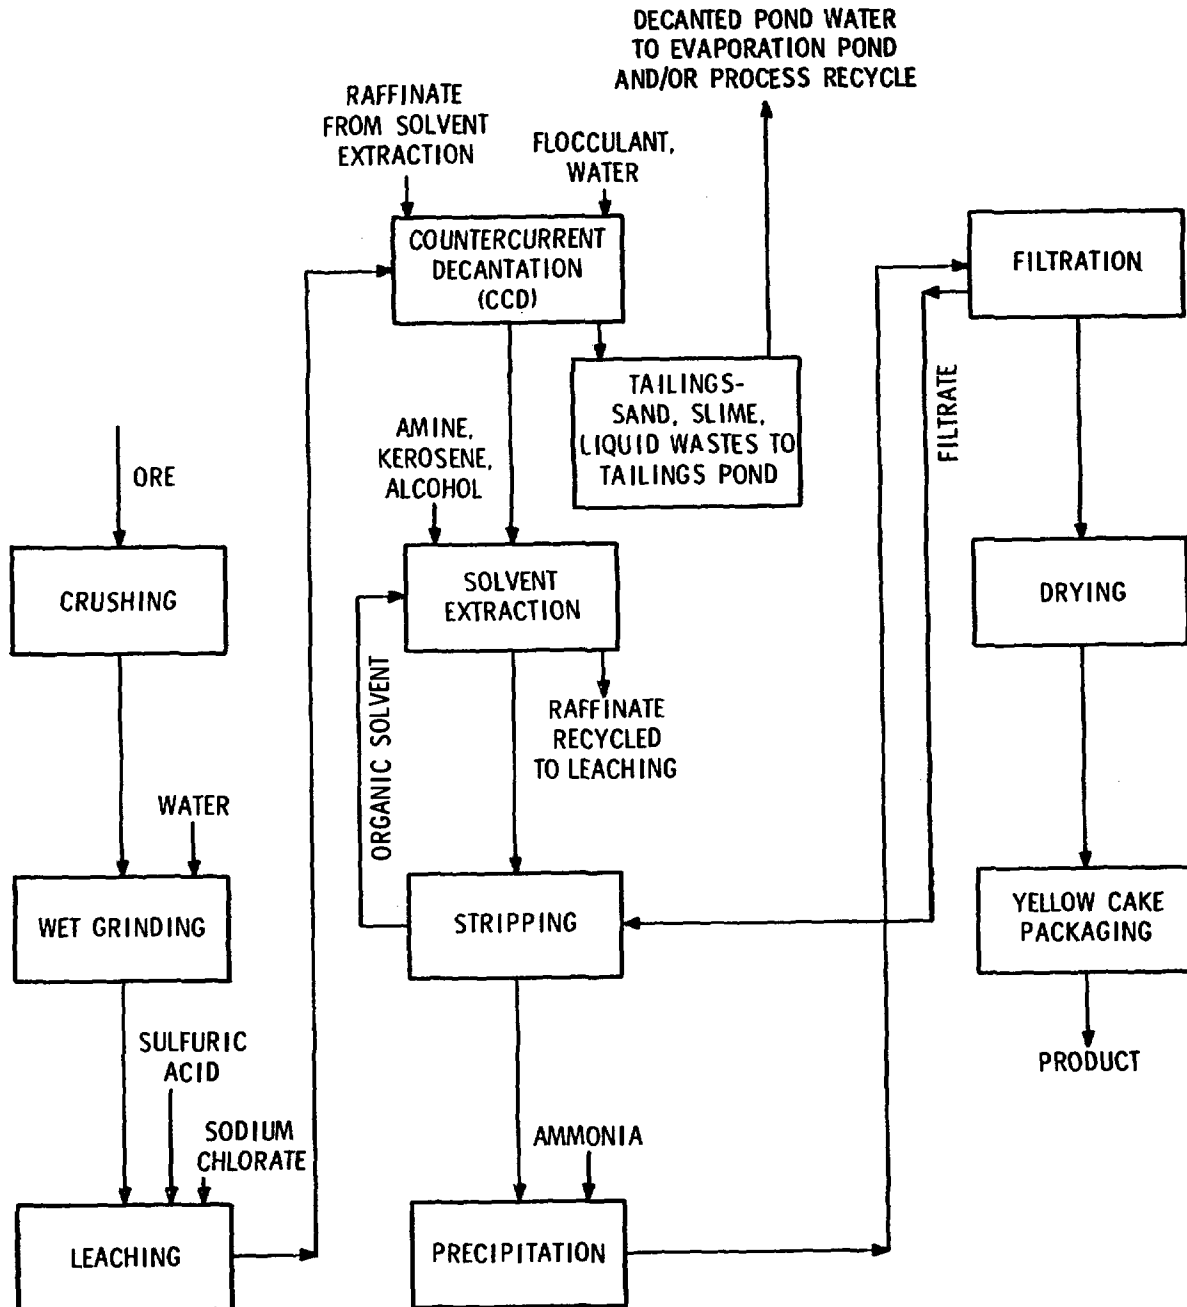 DECANTED POND WATER
TO EVAPORATION POND
AND/OR PROCESS RECYCLE
RAFFINATE
FROM SOLVENT
EXTRACTION
FLOCCULANT,
WATER
COUNTERCURRENT
DECANTATION
(CCD)
TAILINGS-
SAND, SLIME,
LIQUID WASTES TO
TAILINGS POND
AMINE,
KEROSENE,
ALCOHOL
SOLVENT
EXTRACTION
ORGANIC SOLVENT
RAFFINATE
RECYCLED
TO LEACHING
STRIPPING
AMMONIA
PRECIPITATION
ORE
CRUSHING
WATER
WET GRINDING
SULFURIC
ACID
SODIUM
CHLORATE
LEACHING
FILTRATION
FILTRATE
DRYING
YELLOW CAKE
PACKAGING
PRODUCT